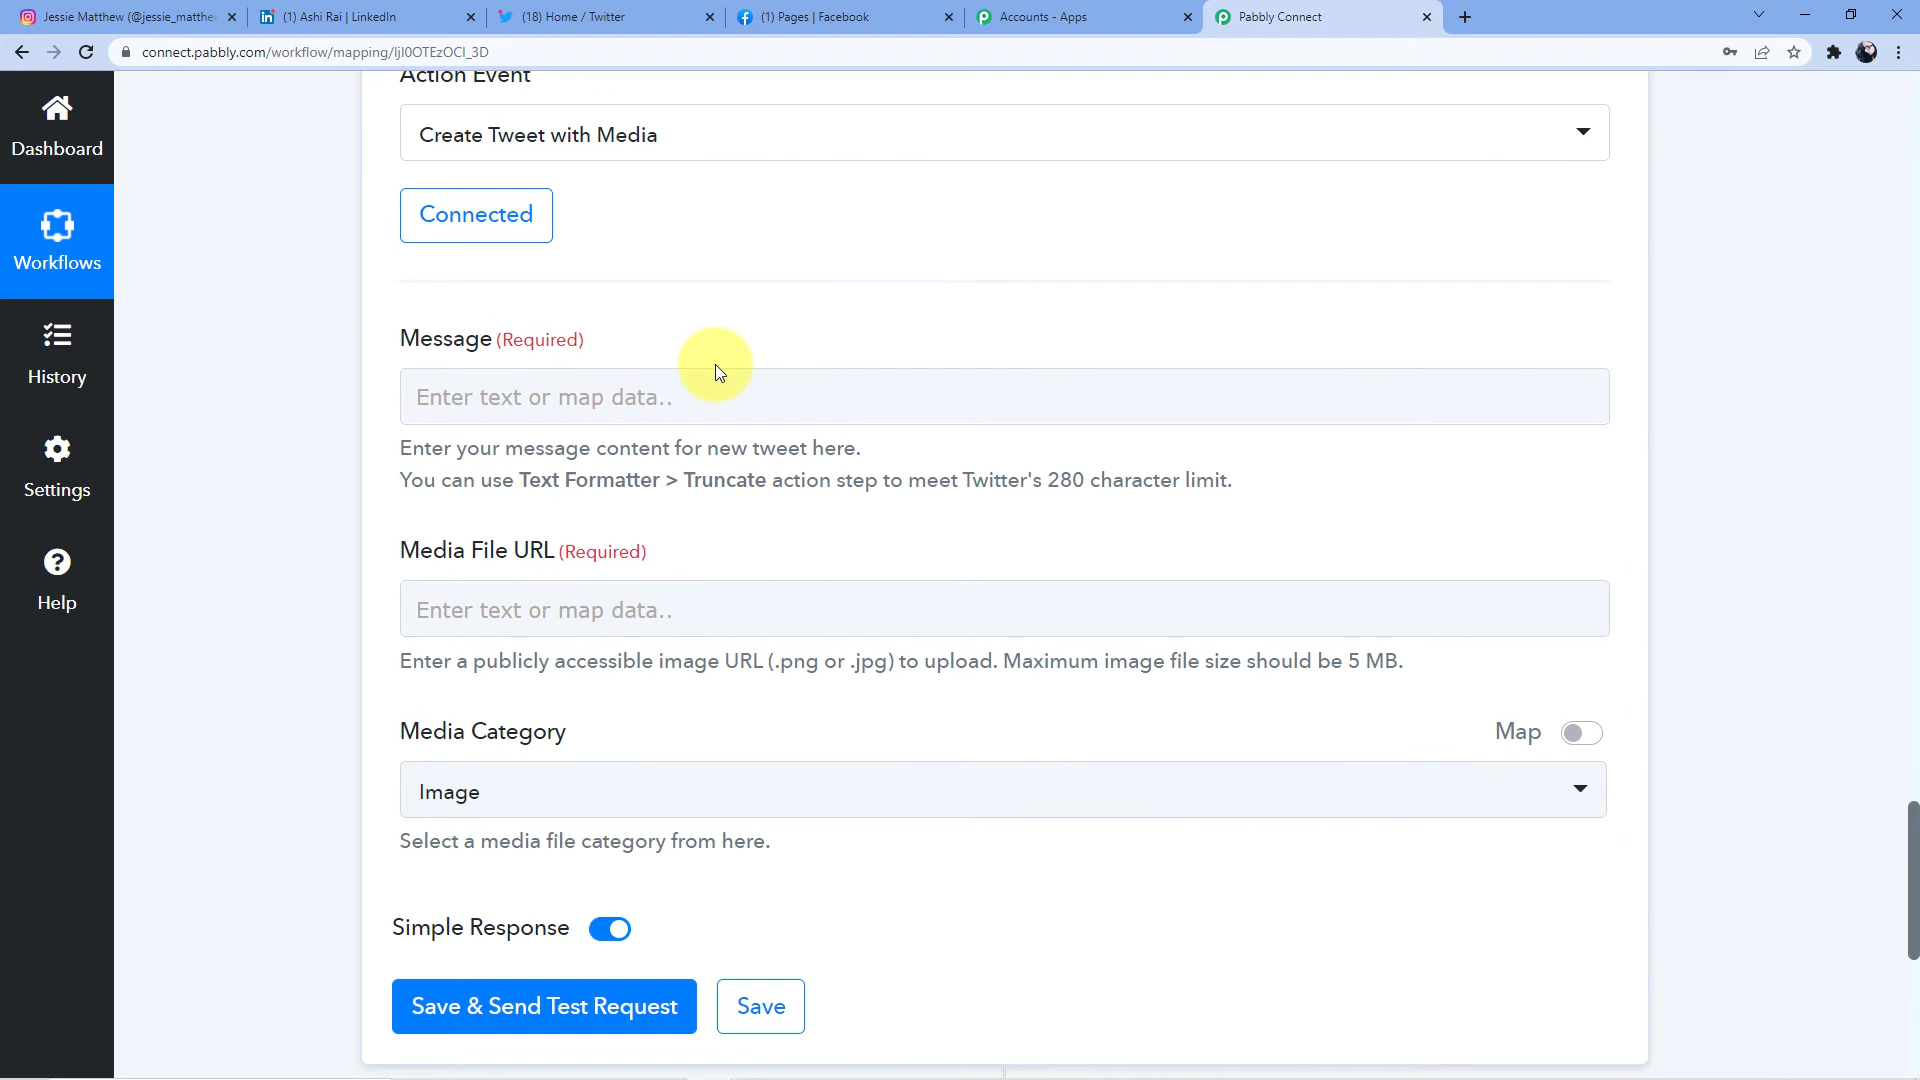 Jessie Matthew (@jessie_matthe
(1) Ashi Rai | LinkedIn
(18) Home / Twitter
(1) Pages | Facebook
Accounts - Apps
Pabbly Connect
connect.pabbly.com/workflow/mapping/IjI0OTEzOCI_3D
Dashboard
Workflows
History
Settings
Help
Action Event
Create Tweet with Media
Connected
Message (Required)
Enter text or map data..
Enter your message content for new tweet here.
You can use Text Formatter > Truncate action step to meet Twitter's 280 character limit.
Media File URL (Required)
Enter text or map data..
Enter a publicly accessible image URL (.png or .jpg) to upload. Maximum image file size should be 5 MB.
Media Category
Map
Image
Select a media file category from here.
Simple Response
Save & Send Test Request
Save